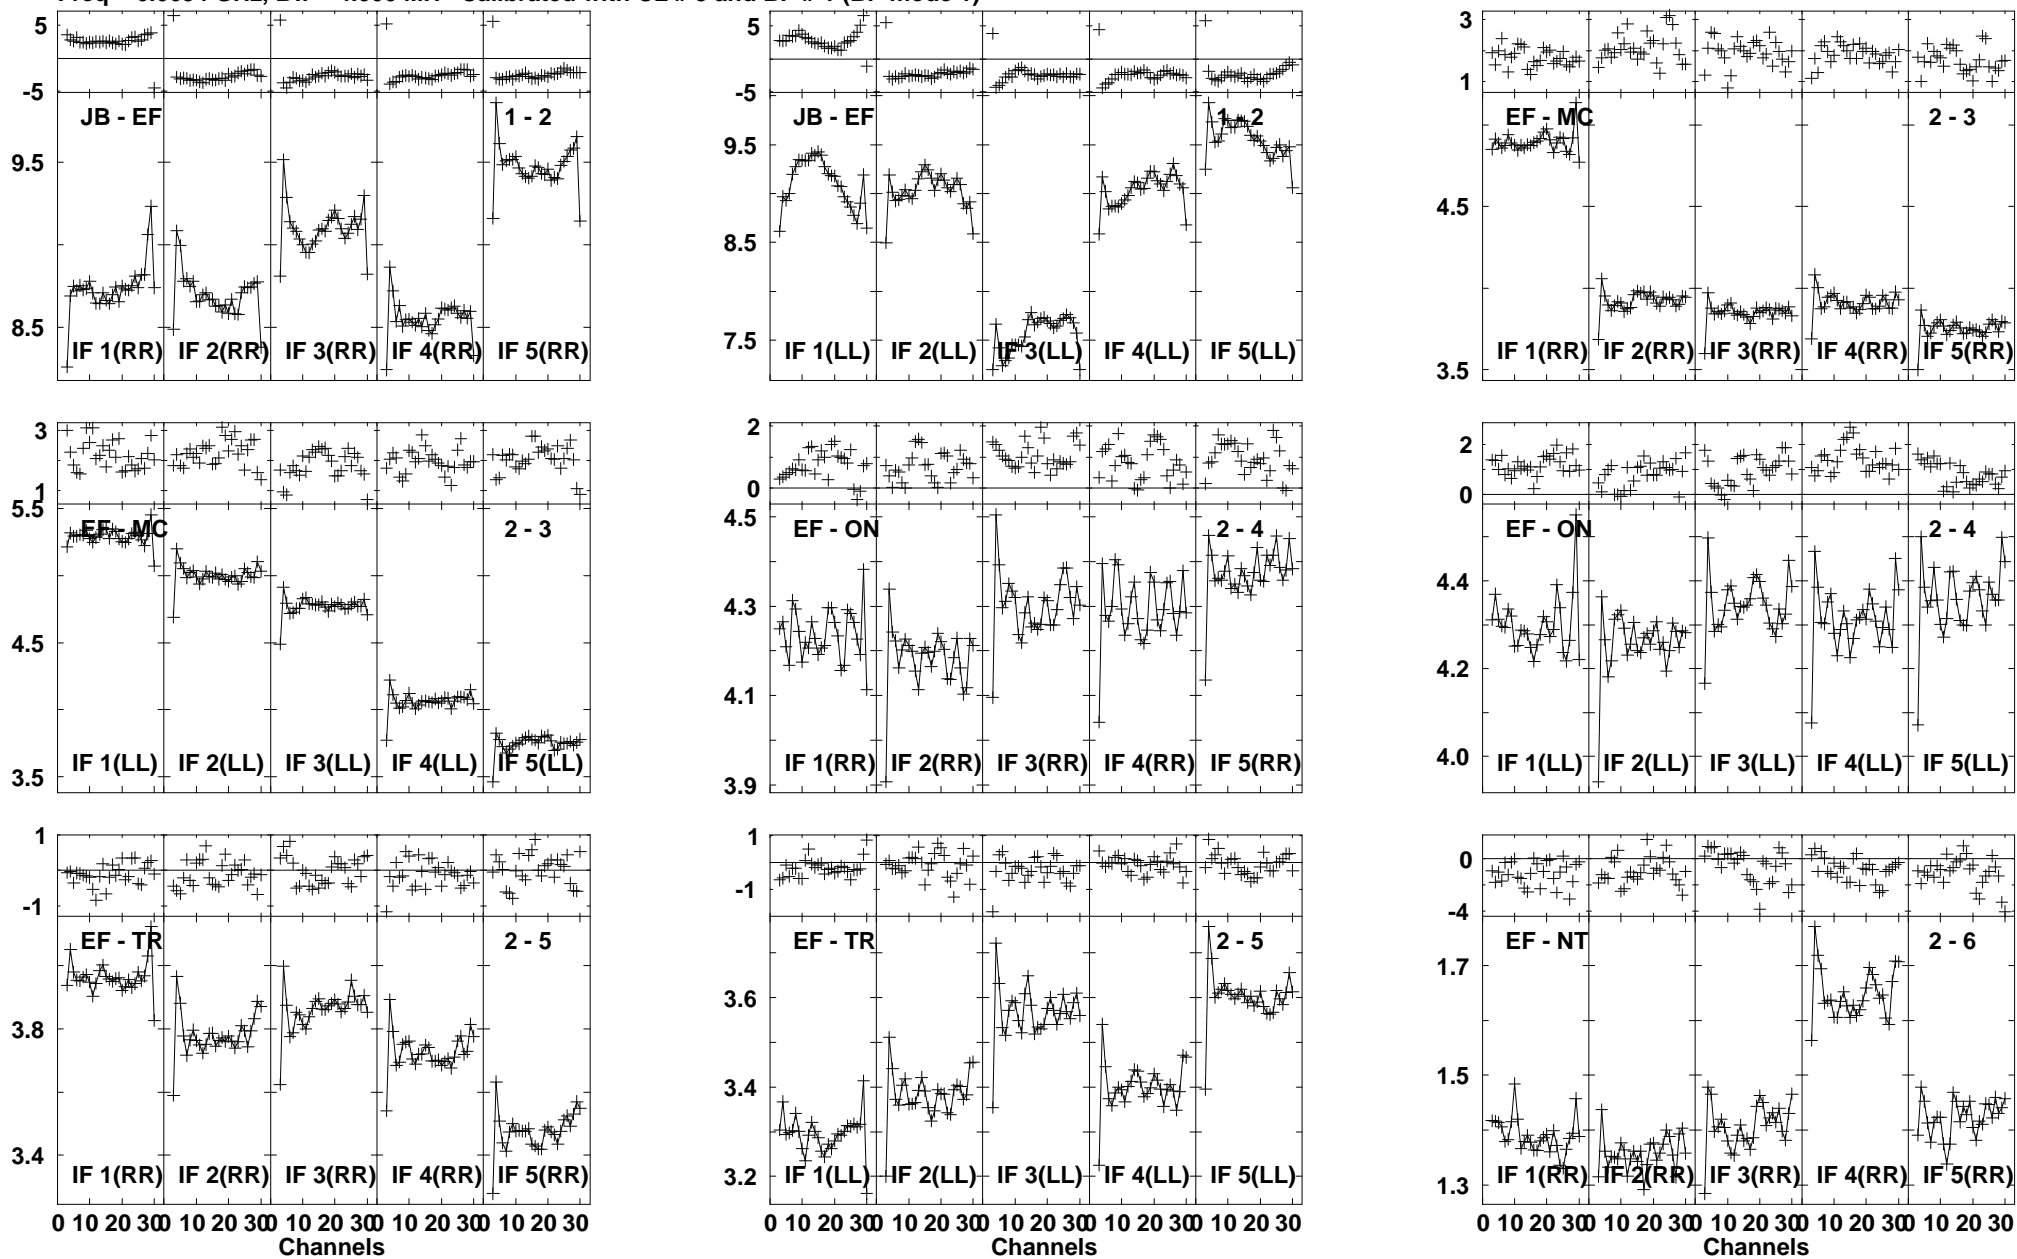 5
5
3
-5
-5
1
JB - EF 1 - 2
JB - EF 1 - 2
EF - MC 2 - 3
9.5
9.5
4.5
8.5
8.5
7.5
3.5
IF 1(RR) IF 2(RR) IF 3(RR) IF 4(RR) IF 5(RR)
IF 1(LL) IF 2(LL) IF 3(LL) IF 4(LL) IF 5(LL)
IF 1(RR) IF 2(RR) IF 3(RR) IF 4(RR) IF 5(RR)
3
2
2
1
0
0
5.5
4.5
EF - MC 2 - 3
EF - ON 2 - 4
EF - ON 2 - 4
4.5
4.3
4.4
4.1
4.2
3.5
3.9
4.0
IF 1(LL) IF 2(LL) IF 3(LL) IF 4(LL) IF 5(LL)
IF 1(RR) IF 2(RR) IF 3(RR) IF 4(RR) IF 5(RR)
IF 1(LL) IF 2(LL) IF 3(LL) IF 4(LL) IF 5(LL)
1
1
0
-1
-1
-4
EF - TR 2 - 5
EF - TR 2 - 5
EF - NT 2 - 6
3.8
3.6
1.7
3.4
3.4
1.5
3.2
1.3
IF 1(RR) IF 2(RR) IF 3(RR) IF 4(RR) IF 5(RR)
IF 1(LL) IF 2(LL) IF 3(LL) IF 4(LL) IF 5(LL)
IF 1(RR) IF 2(RR) IF 3(RR) IF 4(RR) IF 5(RR)
0 10 20 30 0 10 20 30 0 10 20 30 0 10 20 30 0 10 20 30
0 10 20 30 0 10 20 30 0 10 20 30 0 10 20 30 0 10 20 30
0 10 20 30 0 10 20 30 0 10 20 30 0 10 20 30 0 10 20 30
Channels
Channels
Channels